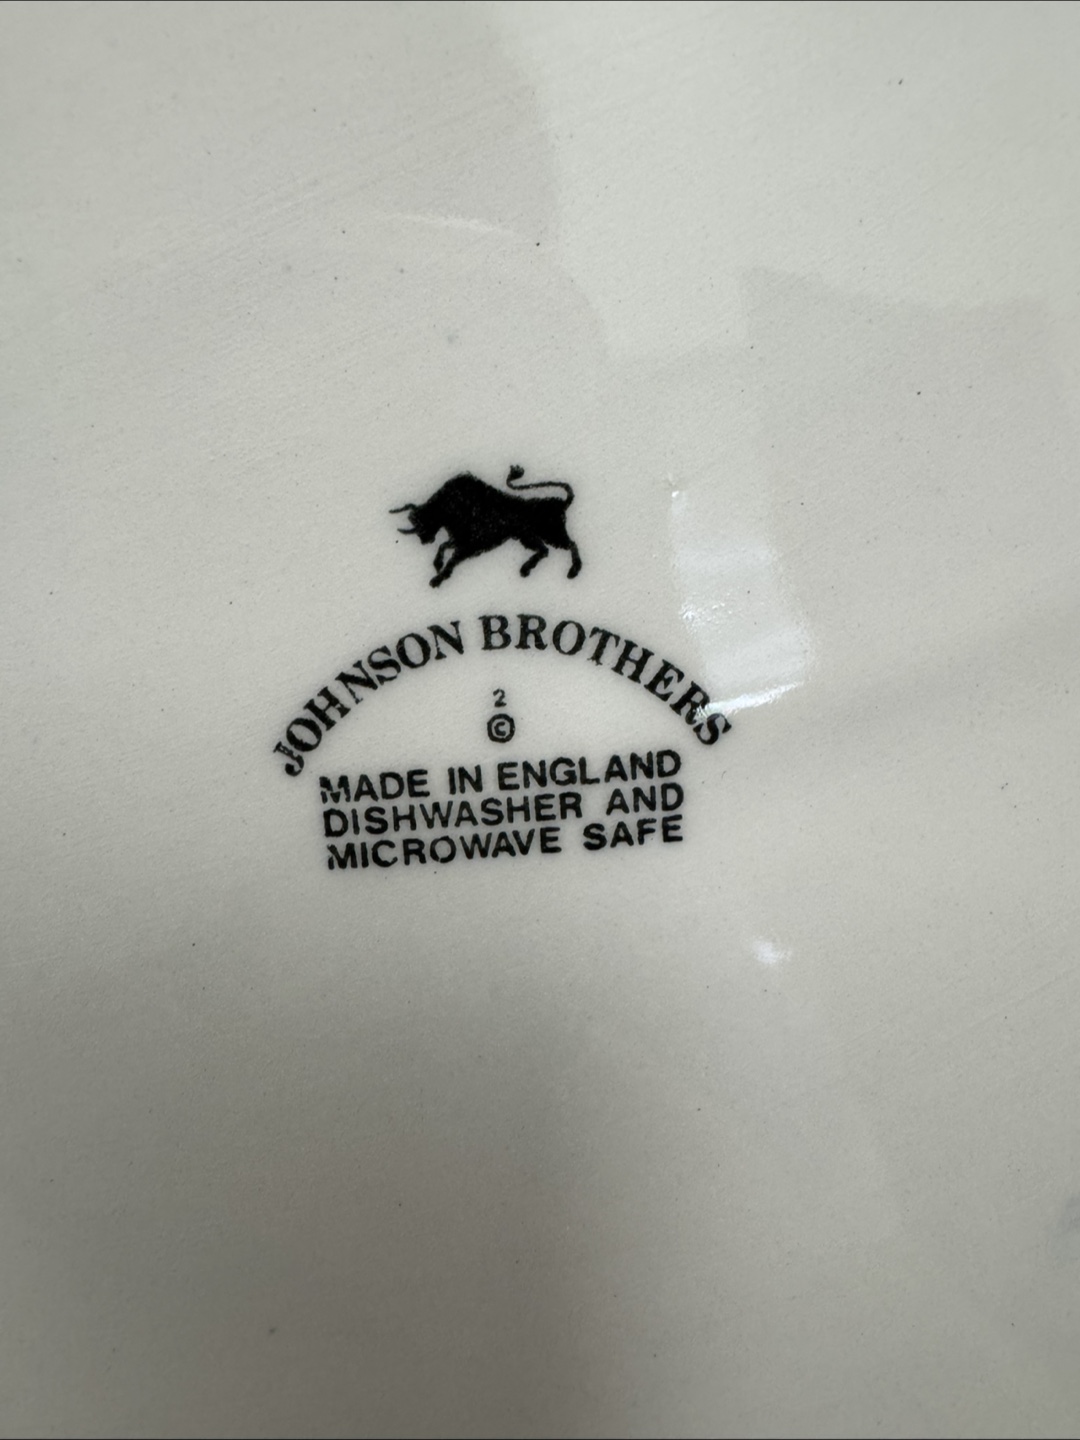 JOHNSON BROTHERS
2
©
MADE IN ENGLAND
DISHWASHER AND
MICROWAVE SAFE